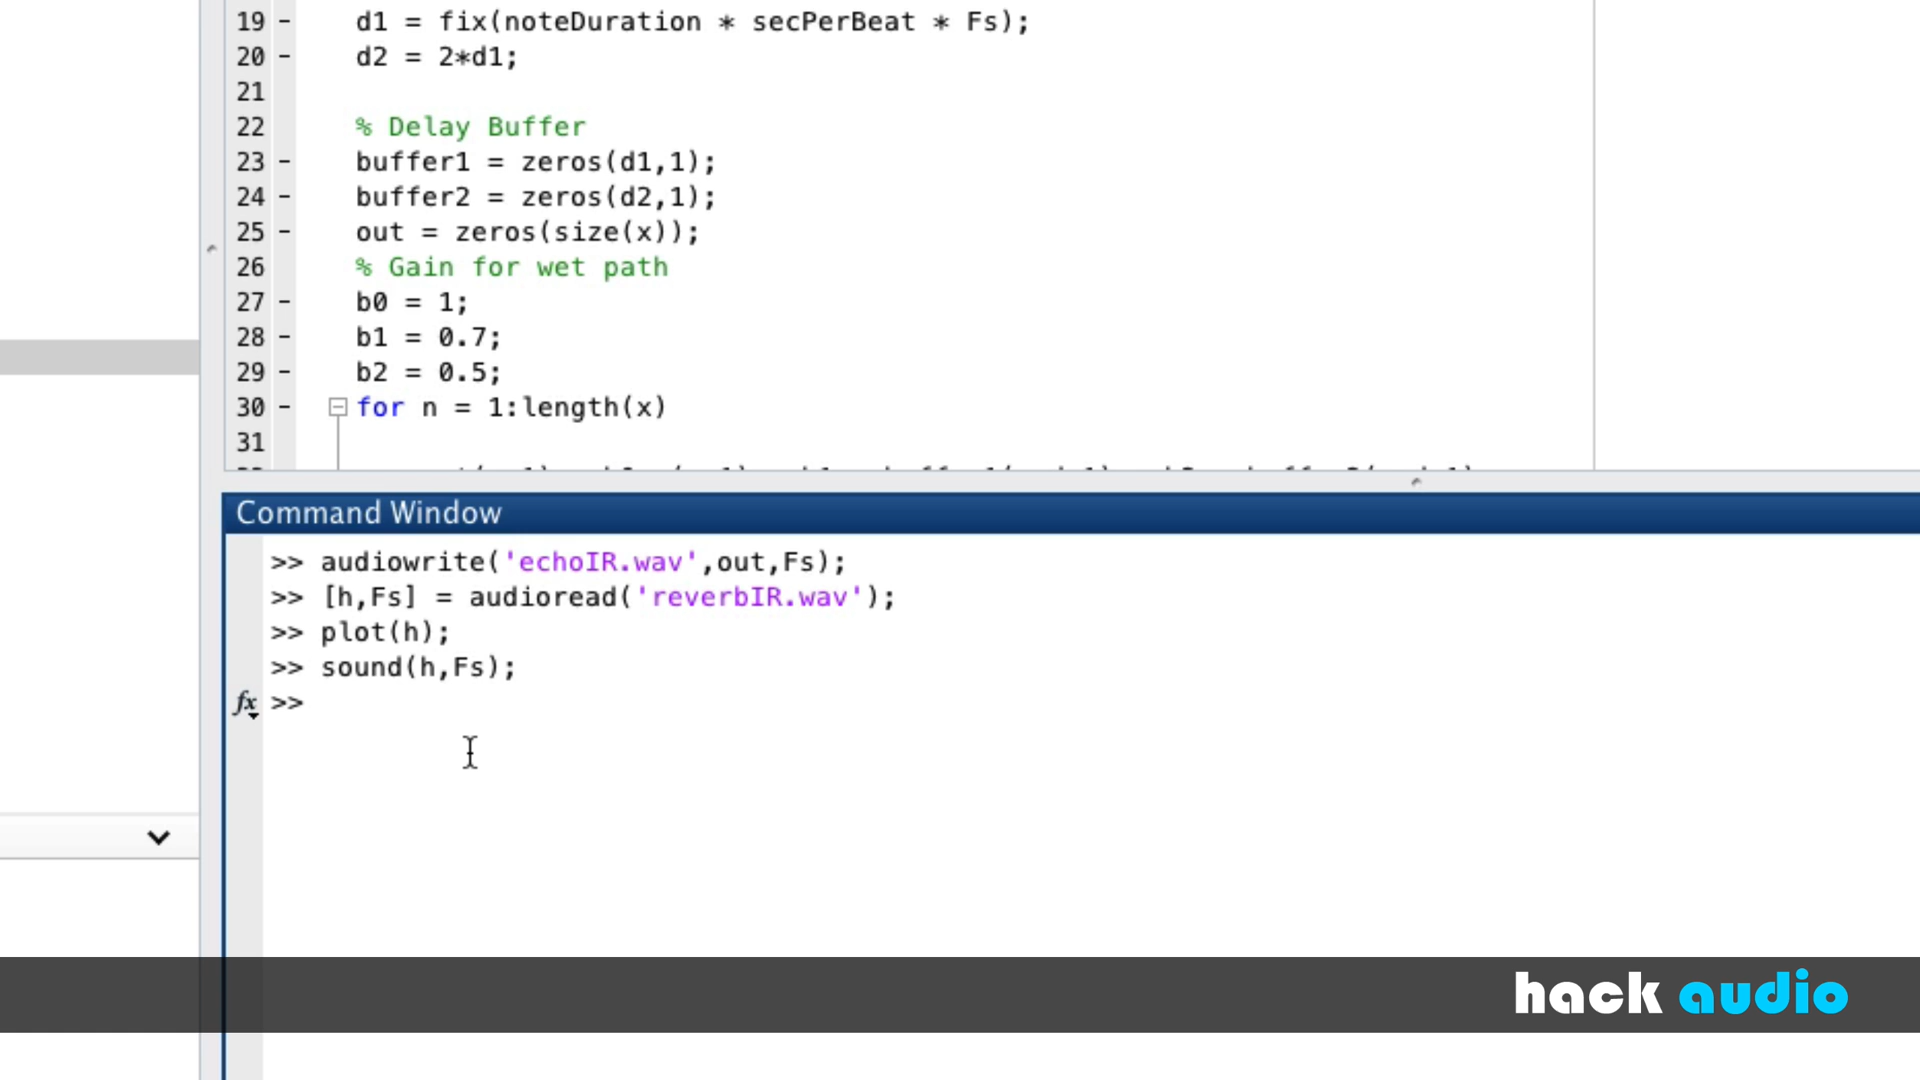 19 - d1 = fix(noteDuration * secPerBeat * Fs);
20 - d2 = 2*d1;
21
22 % Delay Buffer
23 - buffer1 = zeros(d1,1);
24 - buffer2 = zeros(d2,1);
25 - out = zeros(size(x));
26 % Gain for wet path
27 - b0 = 1;
28 - b1 = 0.7;
29 - b2 = 0.5;
30 - for n = 1:length(x)
31
Command Window
>> audiowrite('echoIR.wav',out,Fs);
>> [h,Fs] = audioread('reverbIR.wav');
>> plot(h);
>> sound(h,Fs);
fx >>
hack audio